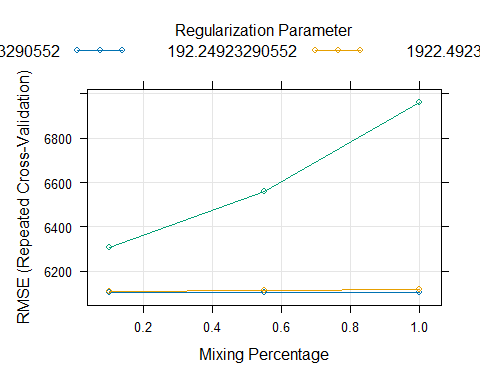 Regularization Parameter
3290552 192.24923290552 1922.4923
RMSE (Repeated Cross-Validation)
6800
6600
6400
6200
0.2 0.4 0.6 0.8 1.0
Mixing Percentage